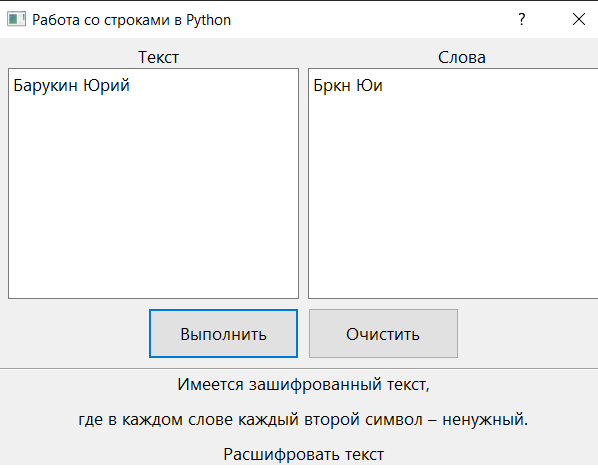 Работа со строками в Python
?
Текст
Слова
Барукин Юрий
Бркн Юи
Выполнить
Очистить
Имеется зашифрованный текст,
где в каждом слове каждый второй символ – ненужный.
Расшифровать текст